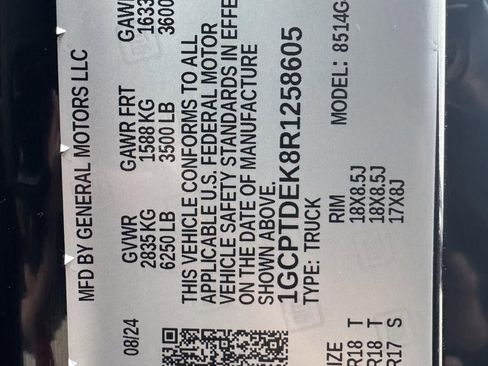 MFD BY GENERAL MOTORS LLC
08/24
GVWR
2835 KG
6250 LB
GAWR FRT
1588 KG
3500 LB
1633
3600
THIS VEHICLE CONFORMS TO ALL
APPLICABLE U.S. FEDERAL MOTOR
VEHICLE SAFETY STANDARDS IN EFFE
ON THE DATE OF MANUFACTURE
SHOWN ABOVE.
1GCPTDEK8R1258605
TYPE: TRUCK
MODEL: 8514G
IZE
RIM
R18 T
18X8.5J
R18 T
18X8.5J
R17 S
17X8J